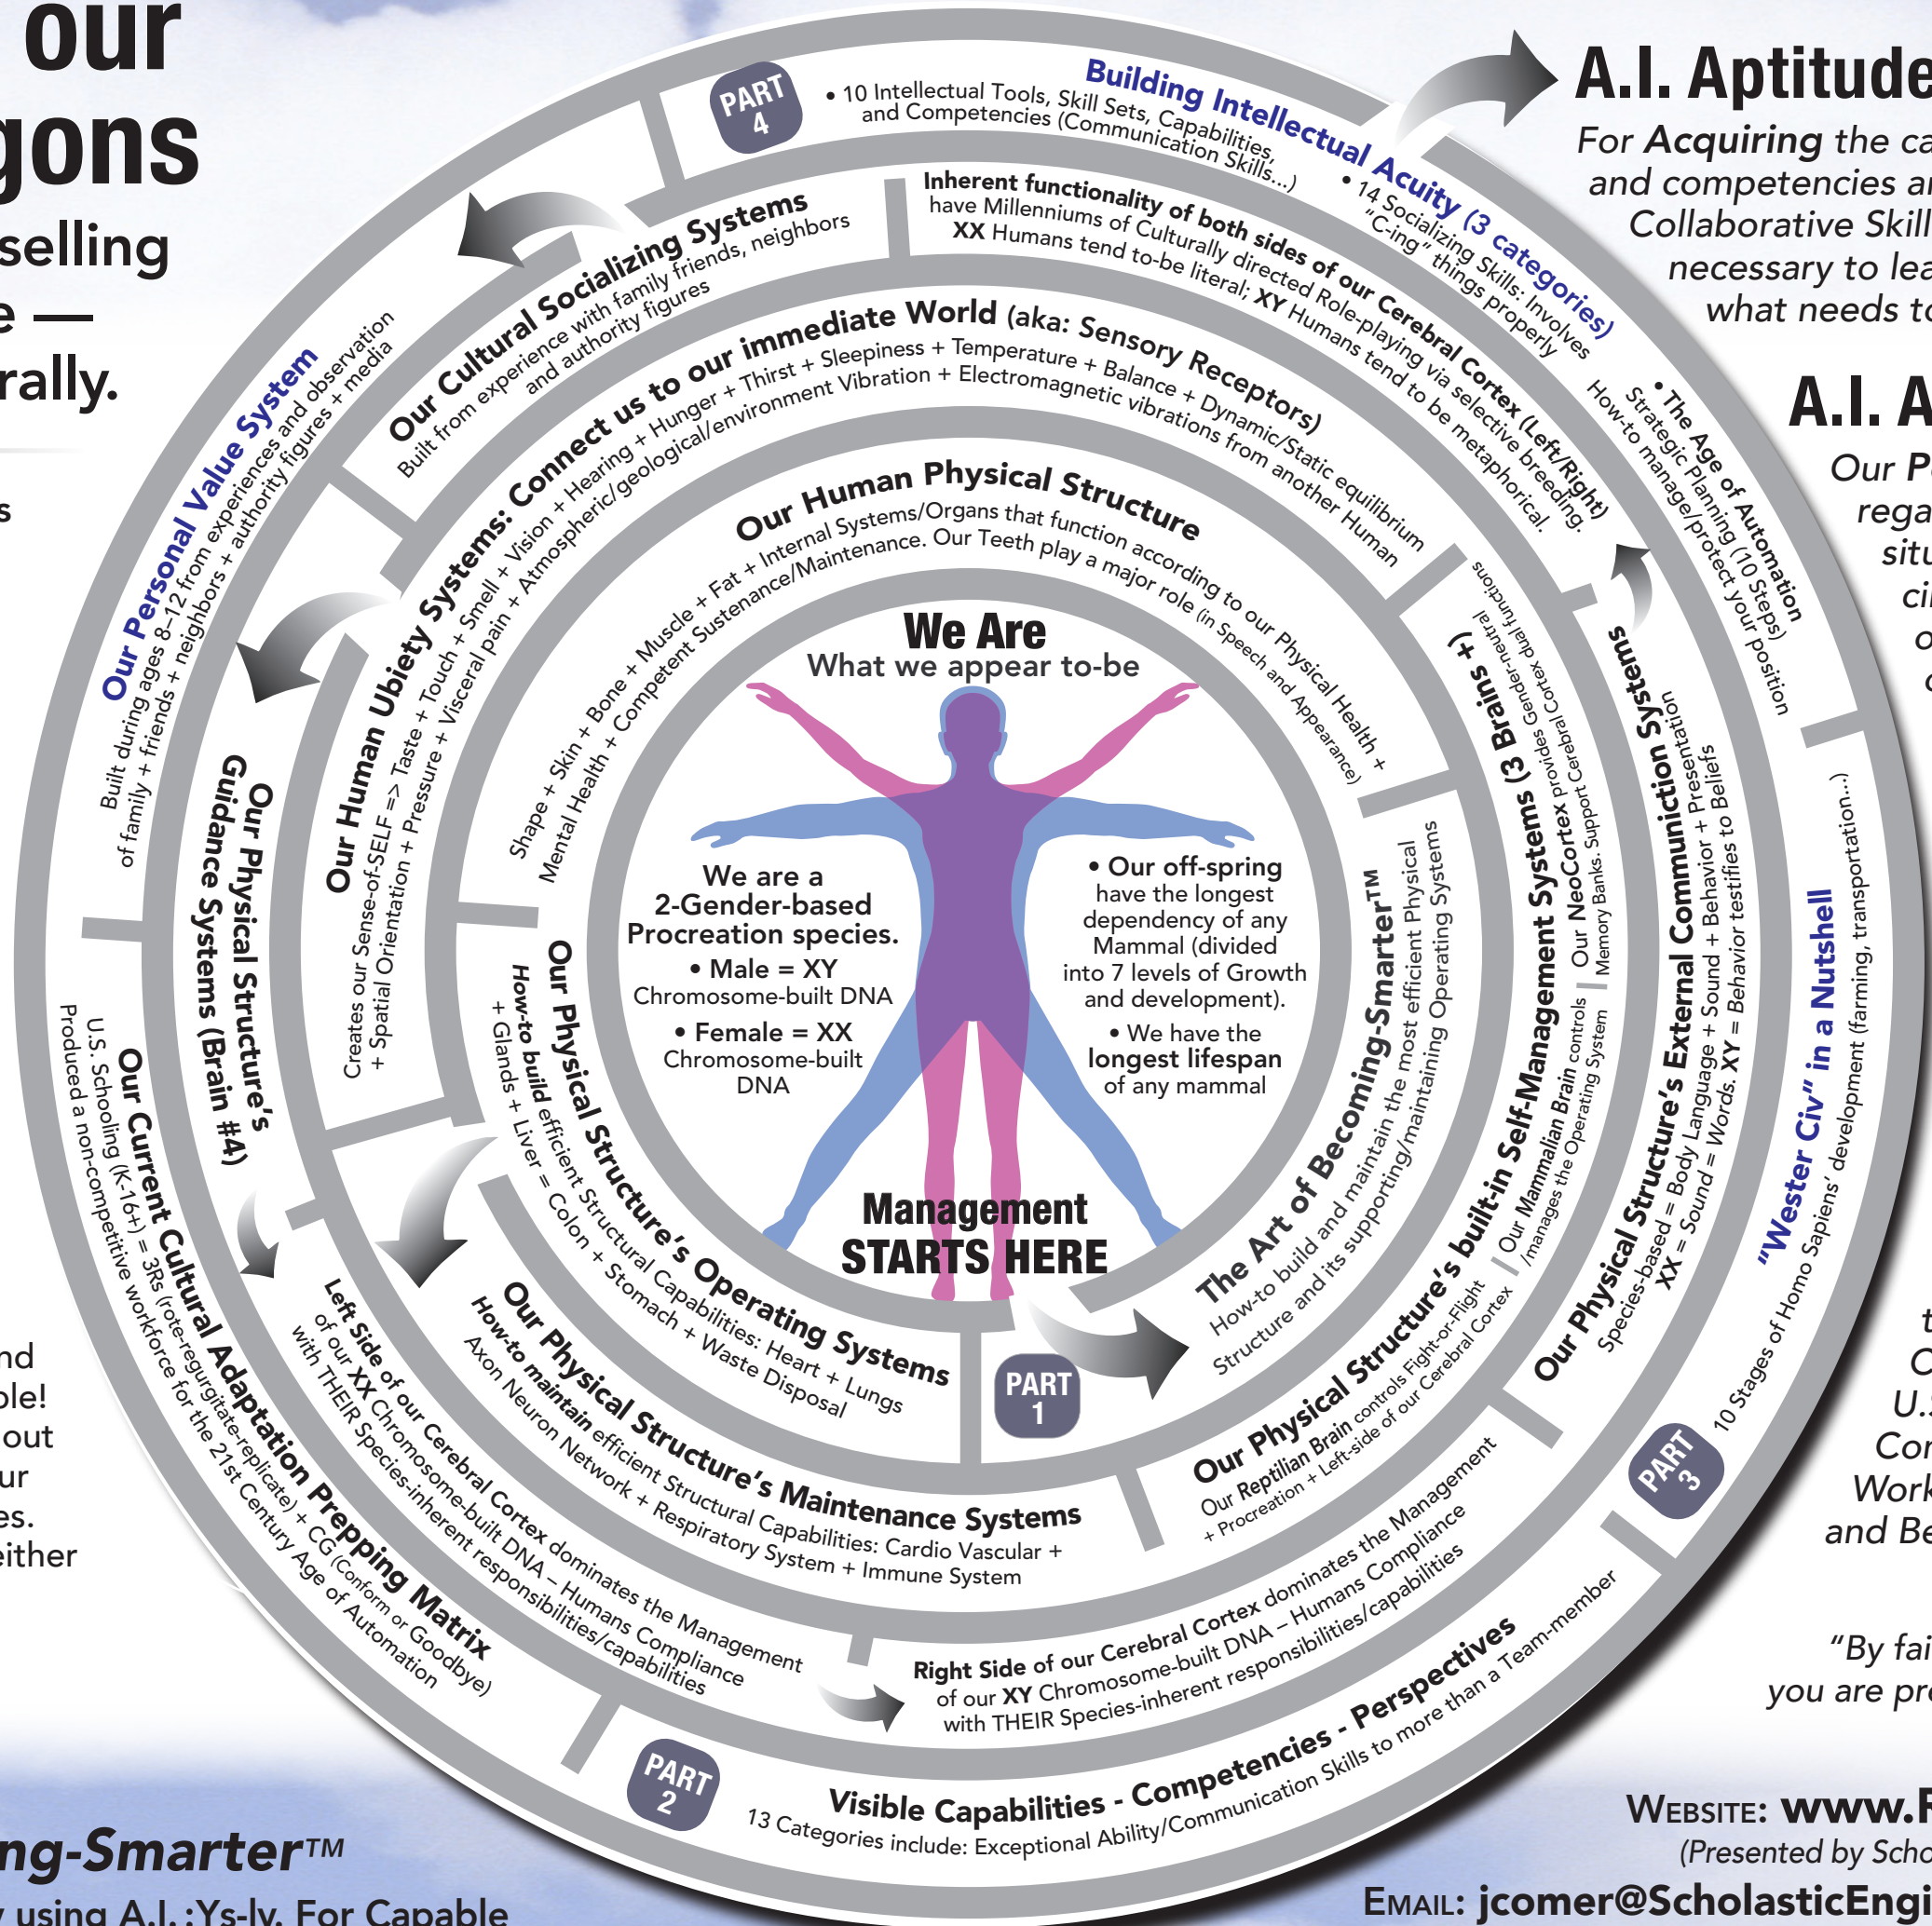 our
gons
selling
e —
rally.
s
nd
ble!
out
ur
es.
either
ng-Smarter™
y using A.I. :Ys-ly. For Capable
PART
4
Building Intellectual Acuity (3 categories)
• 10 Intellectual Tools, Skill Sets, Capabilities,
and Competencies (Communication Skills...)
• 14 Socializing Skills: Involves
"C-ing" things properly
• The Age of Automation
Strategic Planning (10 Steps)
How-to manage/protect your position
"Wester Civ" in a Nutshell
10 Stages of Homo Sapiens' development (farming, transportation...)
PART
3
Visible Capabilities - Competencies - Perspectives
13 Categories include: Exceptional Ability/Communication Skills to more than a Team-member
PART
2
Our Current Cultural Adaptation Prepping Matrix
U.S. Schooling (K-16+) = 3Rs (rote-regurgitate-replicate) + CG (Conform or Goodbye)
Produced a non-competitive workforce for the 21st Century Age of Automation
Our Personal Value System
Built during ages 8–12 from experiences and observation
of family + friends + neighbors + authority figures + media
Our Cultural Socializing Systems
Built from experience with family friends, neighbors
and authority figures
Inherent functionality of both sides of our Cerebral Cortex (Left/Right)
have Millenniums of Culturally directed Role-playing via selective breeding.
XX Humans tend to-be literal; XY Humans tend to be metaphorical.
Our Physical Structure's External Communiction Systems
Species-based = Body Language + Sound + Behavior + Presentation
XX = Sound = Words. XY = Behavior testifies to Beliefs
Right Side of our Cerebral Cortex dominates the Management
of our XY Chromosome-built DNA – Humans Compliance
with THEIR Species-inherent responsibilities/capabilities
Left Side of our Cerebral Cortex dominates the Management
of our XX Chromosome-built DNA – Humans Compliance
with THEIR Species-inherent responsibilities/capabilities
Our Physical Structure's
Guidance Systems (Brain #4)
Our Human Ubiety Systems: Connect us to our immediate World (aka: Sensory Receptors)
Creates our Sense-of-SELF => Taste + Touch + Smell + Vision + Hearing + Hunger + Thirst + Sleepiness + Temperature + Balance + Dynamic/Static equilibrium
+ Spatial Orientation + Pressure + Visceral pain + Atmospheric/geological/environment Vibration + Electromagnetic vibrations from another Human
Our Physical Structure's built-in Self-Management Systems (3 Brains +)
Our Reptilian Brain controls Fight-or-Flight
+ Procreation + Left-side of our Cerebral Cortex
Our Mammalian Brain controls
/manages the Operating System
Our NeoCortex provides Gender-neutral
Memory Banks. Support Cerebral Cortex dual functions
Our Physical Structure's Maintenance Systems
How-to maintain efficient Structural Capabilities: Cardio Vascular +
Axon Neuron Network + Respiratory System + Immune System
Our Human Physical Structure
Shape + Skin + Bone + Muscle + Fat + Internal Systems/Organs that function according to our Physical Health +
Mental Health + Competent Sustenance/Maintenance. Our Teeth play a major role (in Speech and Appearance)
The Art of Becoming-Smarter™
How-to build and maintain the most efficient Physical
Structure and its supporting/maintaining Operating Systems
PART
1
Our Physical Structure's Operating Systems
How-to build efficient Structural Capabilities: Heart + Lungs
+ Glands + Liver = Colon + Stomach + Waste Disposal
We Are
What we appear to-be
We are a
2-Gender-based
Procreation species.
• Male = XY
Chromosome-built DNA
• Female = XX
Chromosome-built
DNA
• Our off-spring
have the longest
dependency of any
Mammal (divided
into 7 levels of Growth
and development).
• We have the
longest lifespan
of any mammal
Management
STARTS HERE
A.I. Aptitude
For Acquiring the ca
and competencies a
Collaborative Skill
necessary to lea
what needs to
A.I. A
Our P
rega
situ
ci
o
t
C
U.S
Cor
Work
and Be
"By fai
you are pr
WEBSITE: www.R
(Presented by Scho
EMAIL: jcomer@ScholasticEngi